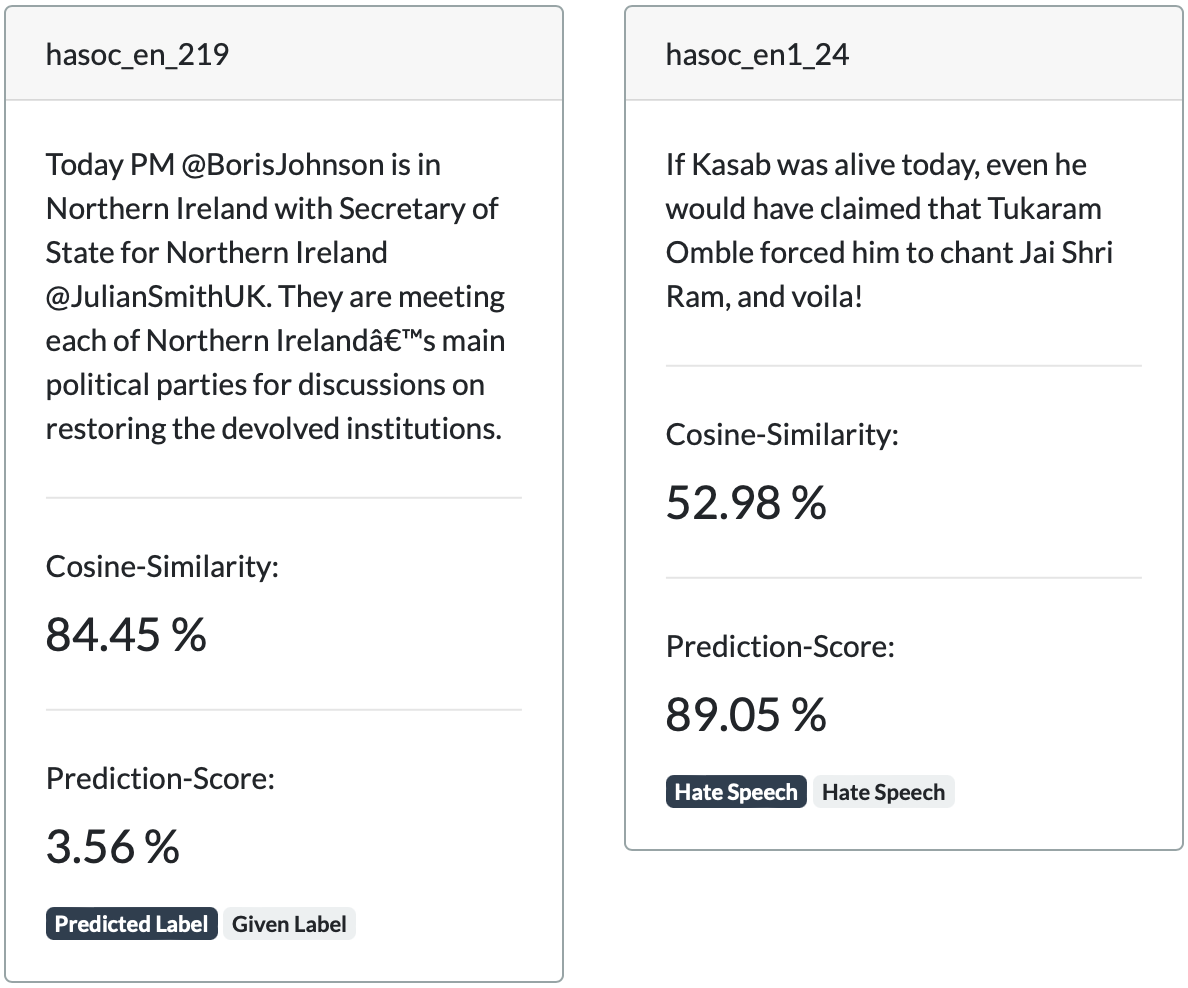 hasoc_en_219
Today PM @BorisJohnson is in
Northern Ireland with Secretary of
State for Northern Ireland
@JulianSmithUK. They are meeting
each of Northern Irelandâ€™s main
political parties for discussions on
restoring the devolved institutions.
Cosine-Similarity:
84.45 %
Prediction-Score:
3.56 %
Predicted Label Given Label
hasoc_en1_24
If Kasab was alive today, even he
would have claimed that Tukaram
Omble forced him to chant Jai Shri
Ram, and voila!
Cosine-Similarity:
52.98 %
Prediction-Score:
89.05 %
Hate Speech Hate Speech